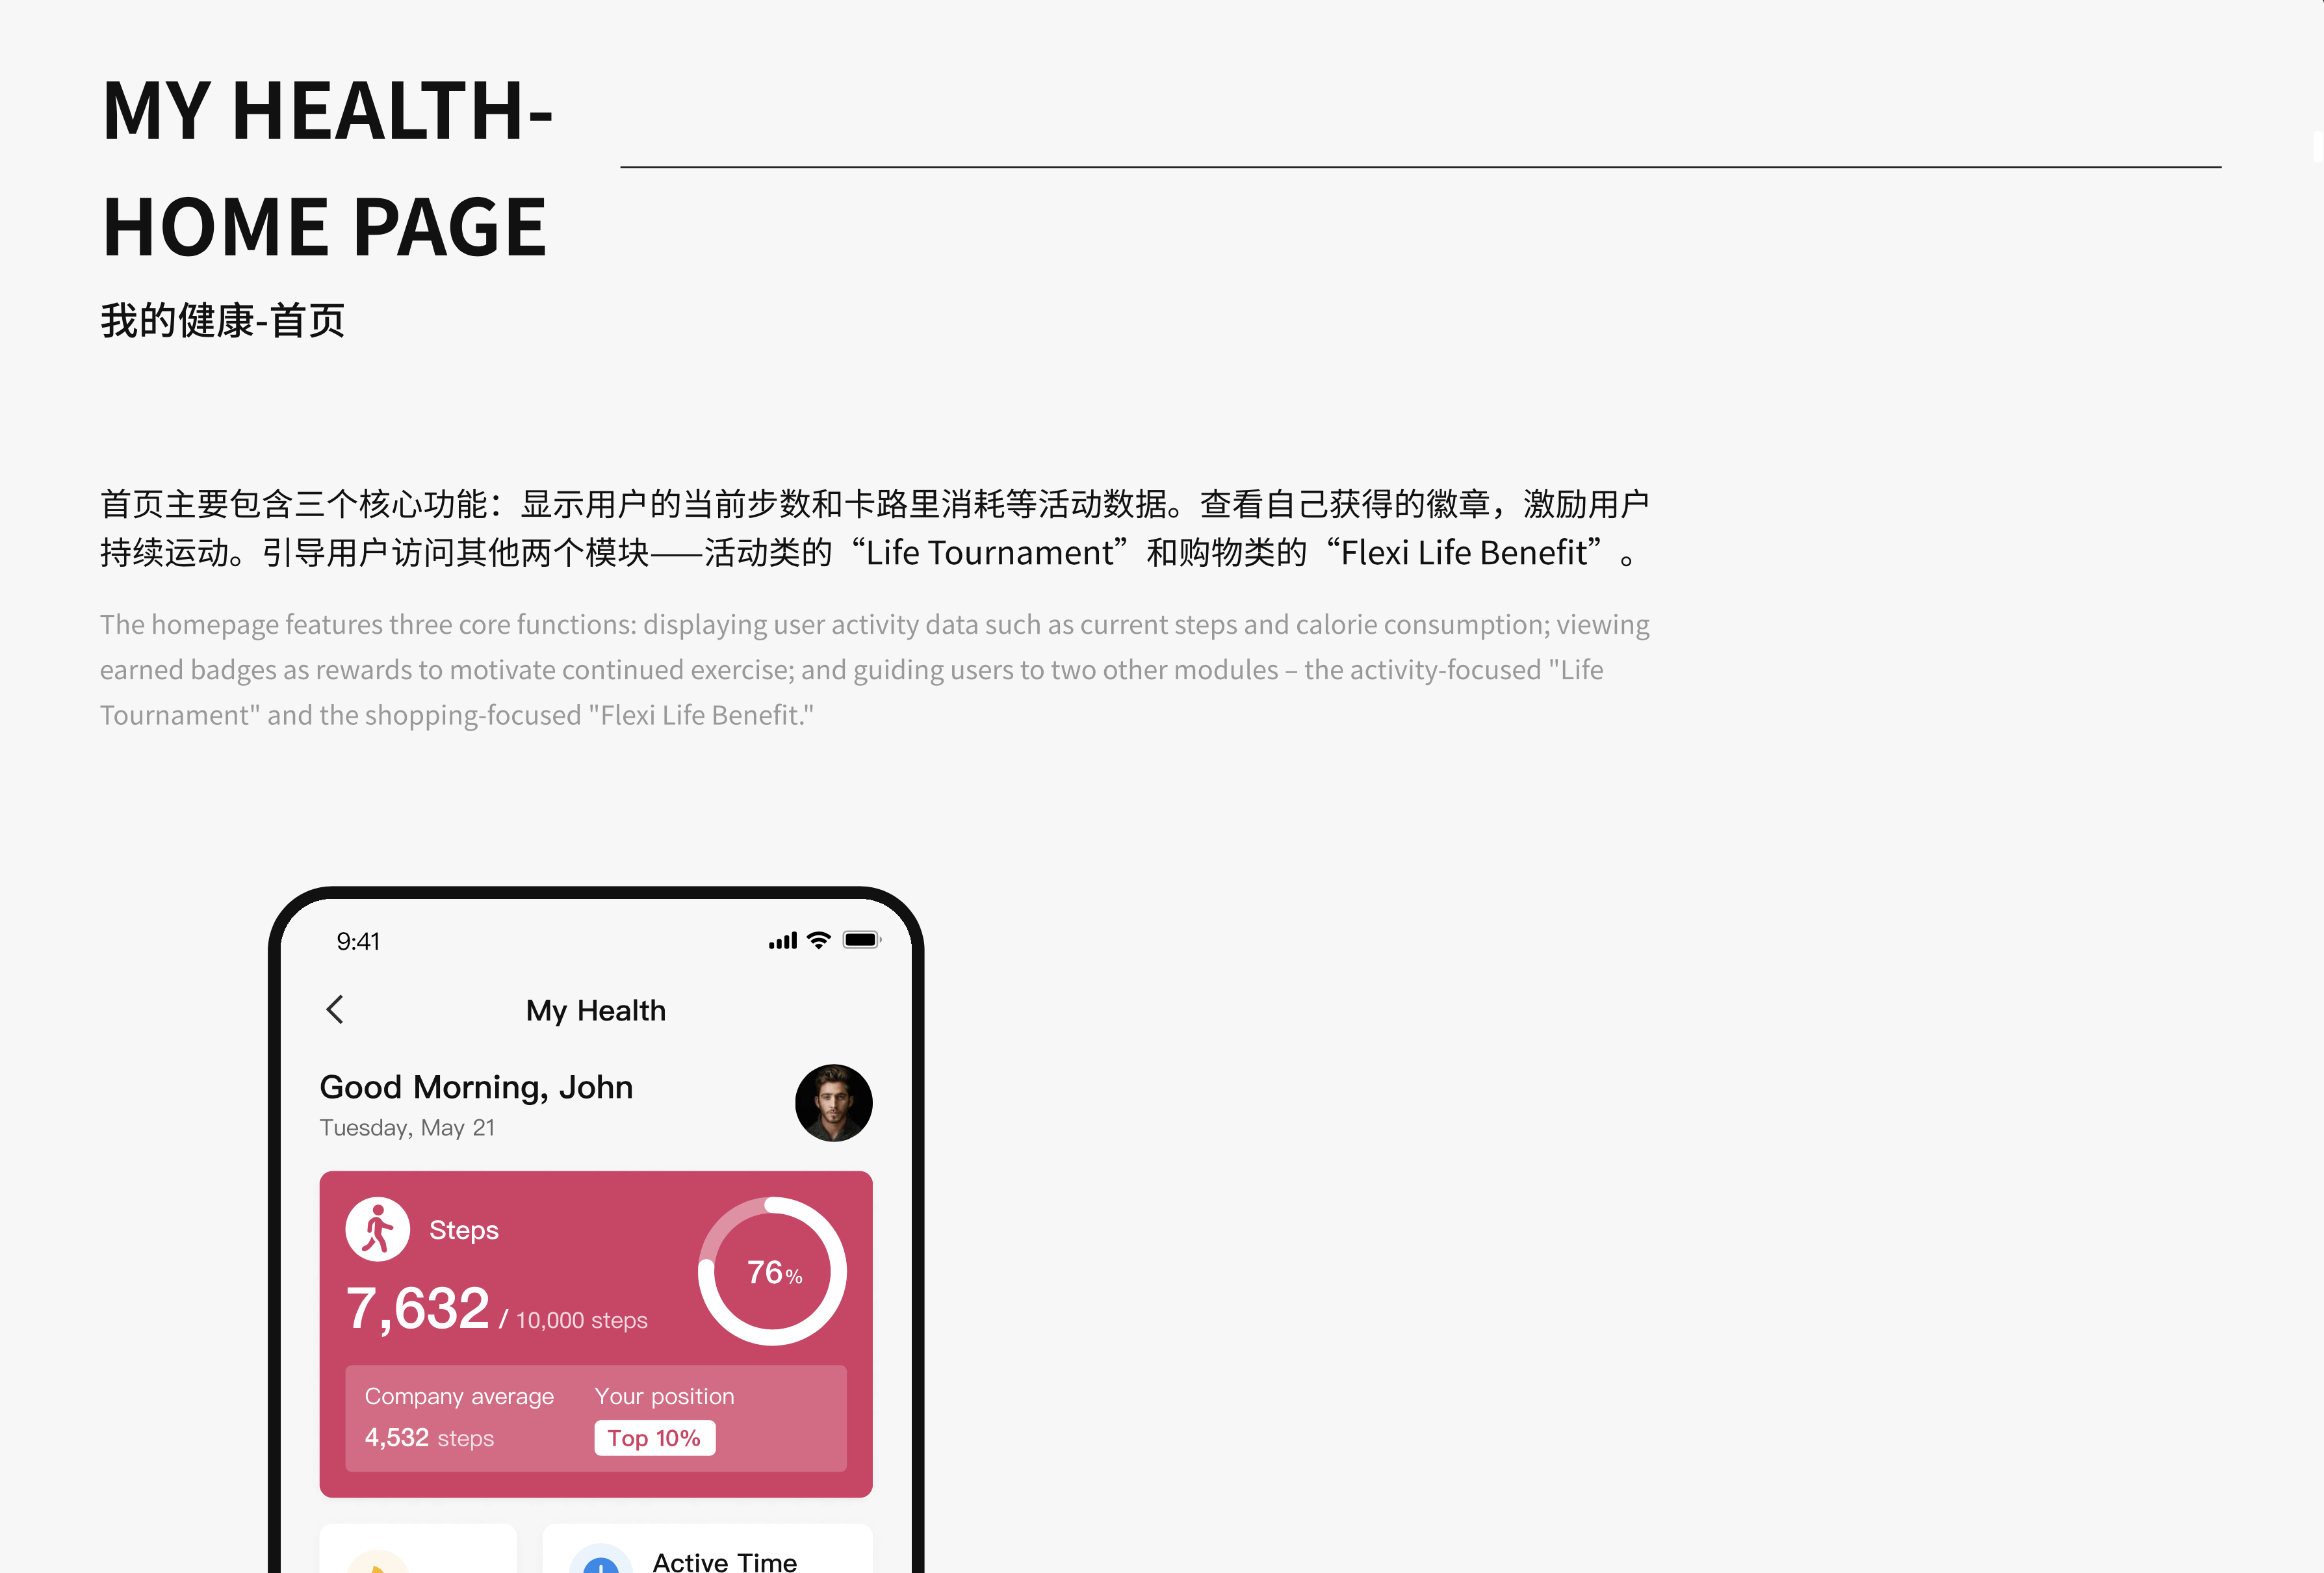 MY HEALTH-
HOME PAGE
我的健康-首页
首页主要包含三个核心功能：显示用户的当前步数和卡路里消耗等活动数据。查看自己获得的徽章，激励用户
持续运动。引导用户访问其他两个模块——活动类的“Life Tournament”和购物类的“Flexi Life Benefit”。
The homepage features three core functions: displaying user activity data such as current steps and calorie consumption; viewing
earned badges as rewards to motivate continued exercise; and guiding users to two other modules – the activity-focused "Life
Tournament" and the shopping-focused "Flexi Life Benefit."
9:41
My Health
Good Morning, John
Tuesday, May 21
Steps
76%
7,632 / 10,000 steps
Company average
4,532 steps
Your position
Top 10%
Active Time